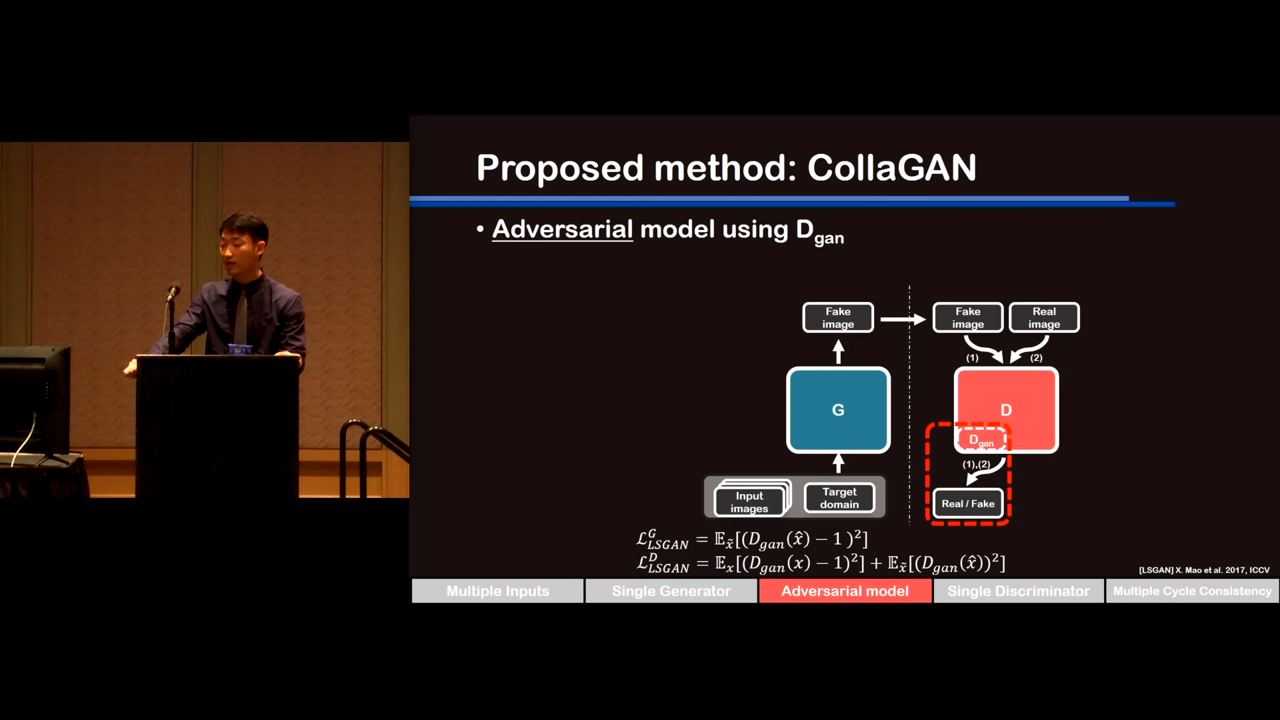 Proposed method: CollaGAN
• Adversarial model using D_gan
Fake image
Fake image
Real image
(1)
(2)
G
D
D_gan
(1),(2)
Input images
Target domain
Real / Fake
ℒ^G_LSGAN = 𝔼_x̃[(D_gan(x̂) − 1 )²]
ℒ^D_LSGAN = 𝔼_x[(D_gan(x) − 1)²] + 𝔼_x̃[(D_gan(x̂))²]
[LSGAN] X. Mao et al. 2017, ICCV
Multiple Inputs
Single Generator
Adversarial model
Single Discriminator
Multiple Cycle Consistency